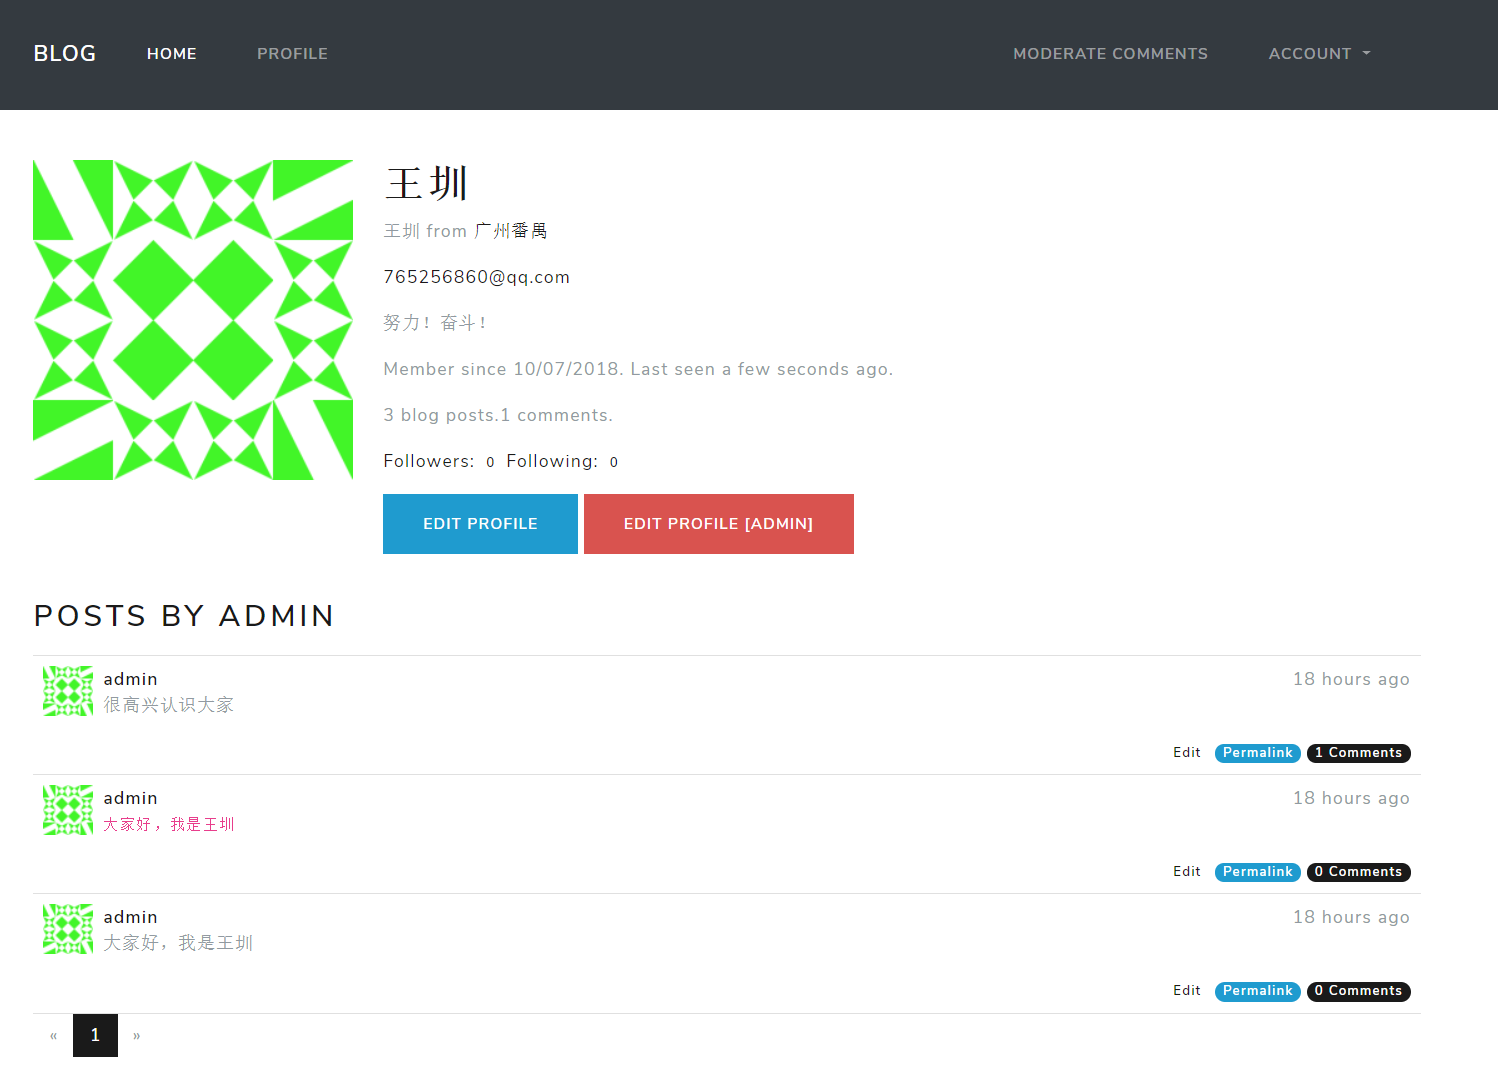 BLOG HOME PROFILE MODERATE COMMENTS ACCOUNT
王圳
王圳 from 广州番禺
765256860@qq.com
努力！奋斗！
Member since 10/07/2018. Last seen a few seconds ago.
3 blog posts.1 comments.
Followers: 0 Following: 0
EDIT PROFILE EDIT PROFILE [ADMIN]
POSTS BY ADMIN
admin 18 hours ago
很高兴认识大家
Edit Permalink 1 Comments
admin 18 hours ago
大家好，我是王圳
Edit Permalink 0 Comments
admin 18 hours ago
大家好，我是王圳
Edit Permalink 0 Comments
« 1 »